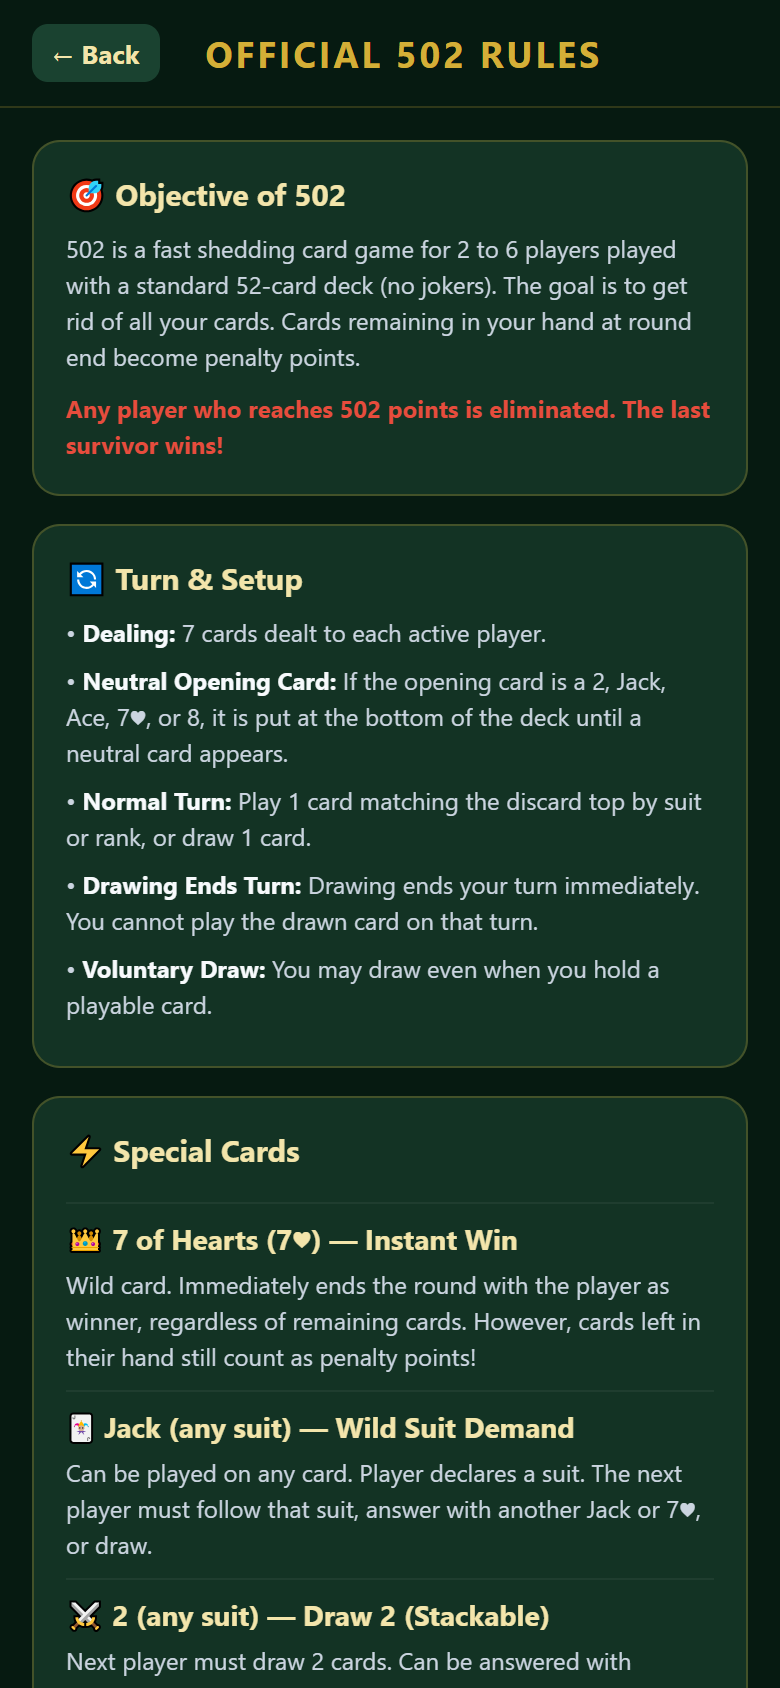 ← Back
OFFICIAL 502 RULES
🎯 Objective of 502
502 is a fast shedding card game for 2 to 6 players played
with a standard 52-card deck (no jokers). The goal is to get
rid of all your cards. Cards remaining in your hand at round
end become penalty points.
Any player who reaches 502 points is eliminated. The last
survivor wins!
🔄 Turn & Setup
• Dealing: 7 cards dealt to each active player.
• Neutral Opening Card: If the opening card is a 2, Jack,
Ace, 7♥, or 8, it is put at the bottom of the deck until a
neutral card appears.
• Normal Turn: Play 1 card matching the discard top by suit
or rank, or draw 1 card.
• Drawing Ends Turn: Drawing ends your turn immediately.
You cannot play the drawn card on that turn.
• Voluntary Draw: You may draw even when you hold a
playable card.
⚡ Special Cards
👑 7 of Hearts (7♥) — Instant Win
Wild card. Immediately ends the round with the player as
winner, regardless of remaining cards. However, cards left in
their hand still count as penalty points!
🃏 Jack (any suit) — Wild Suit Demand
Can be played on any card. Player declares a suit. The next
player must follow that suit, answer with another Jack or 7♥,
or draw.
⚔️ 2 (any suit) — Draw 2 (Stackable)
Next player must draw 2 cards. Can be answered with